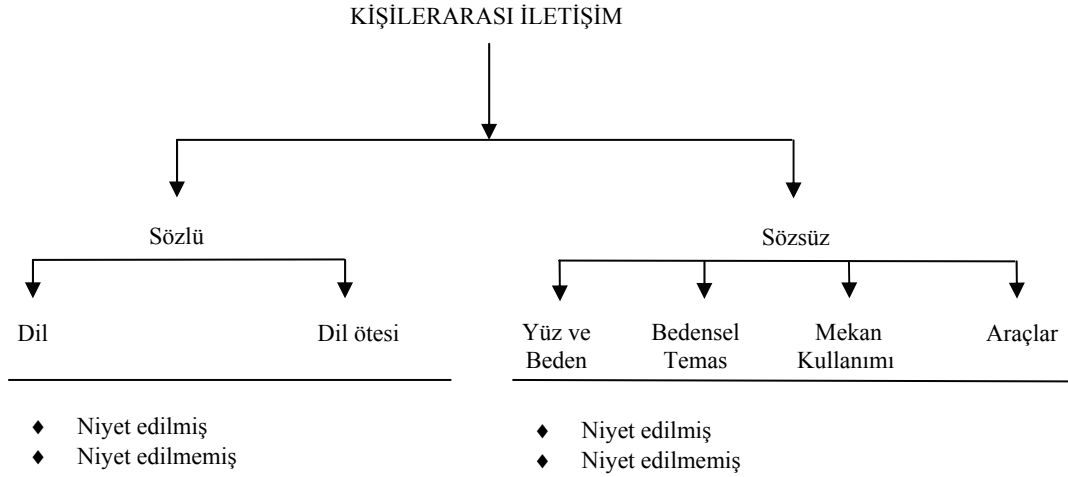 KİŞİLERARASI İLETİŞİM
Sözlü
Sözsüz
Dil
Dil ötesi
Yüz ve
Beden
Bedensel
Temas
Mekan
Kullanımı
Araçlar
♦ Niyet edilmiş
♦ Niyet edilmemiş
♦ Niyet edilmiş
♦ Niyet edilmemiş